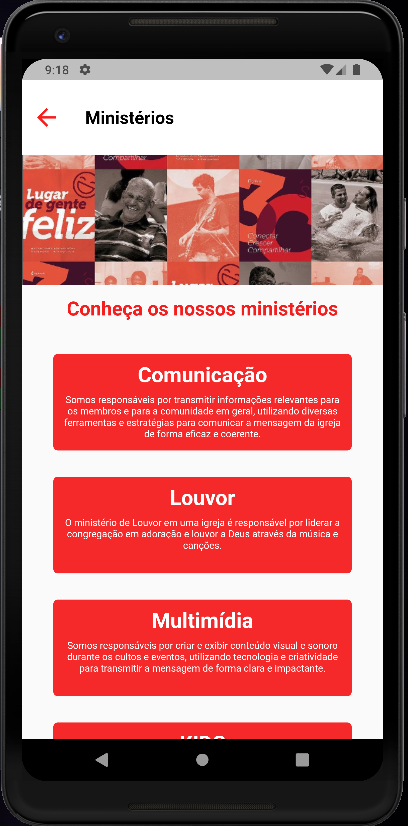 9:18
Ministérios
Compartilhar
Lugar
de gente
feliz
Conectar
Crescer
Compartilhar
Lugar
Conheça os nossos ministérios
Comunicação
Somos responsáveis por transmitir informações relevantes para
os membros e para a comunidade em geral, utilizando diversas
ferramentas e estratégias para comunicar a mensagem da igreja
de forma eficaz e coerente.
Louvor
O ministério de Louvor em uma igreja é responsável por liderar a
congregação em adoração e louvor a Deus através da música e
canções.
Multimídia
Somos responsáveis por criar e exibir conteúdo visual e sonoro
durante os cultos e eventos, utilizando tecnologia e criatividade
para transmitir a mensagem de forma clara e impactante.
KIDS